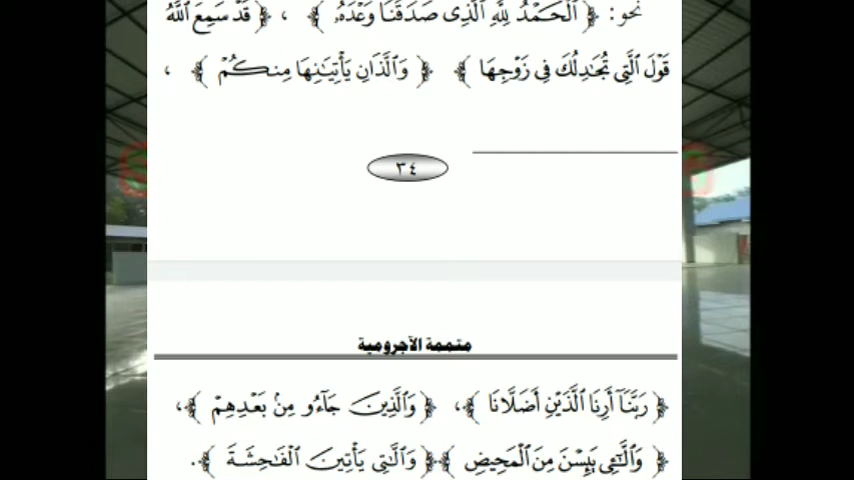 نحو: ﴿ ٱلْحَمْدُ لِلَّهِ ٱلَّذِى صَدَقَنَا وَعْدَهُۥ ﴾ ، ﴿ قَدْ سَمِعَ ٱللَّهُ
قَوْلَ ٱلَّتِى تُجَٰدِلُكَ فِى زَوْجِهَا ﴾ ﴿ وَٱلَّذَانِ يَأْتِيَٰنِهَا مِنكُمْ ﴾ ،
٣٤
متممة الآجرومية
﴿ رَبَّنَآ أَرِنَا ٱلَّذَيْنِ أَضَلَّانَا ﴾ ، ﴿ وَٱلَّذِينَ جَآءُو مِنۢ بَعْدِهِمْ ﴾ ،
﴿ وَٱلَّٰٓـِٔى يَئِسْنَ مِنَ ٱلْمَحِيضِ ﴾ ﴿ وَٱلَّٰتِى يَأْتِينَ ٱلْفَٰحِشَةَ ﴾ .